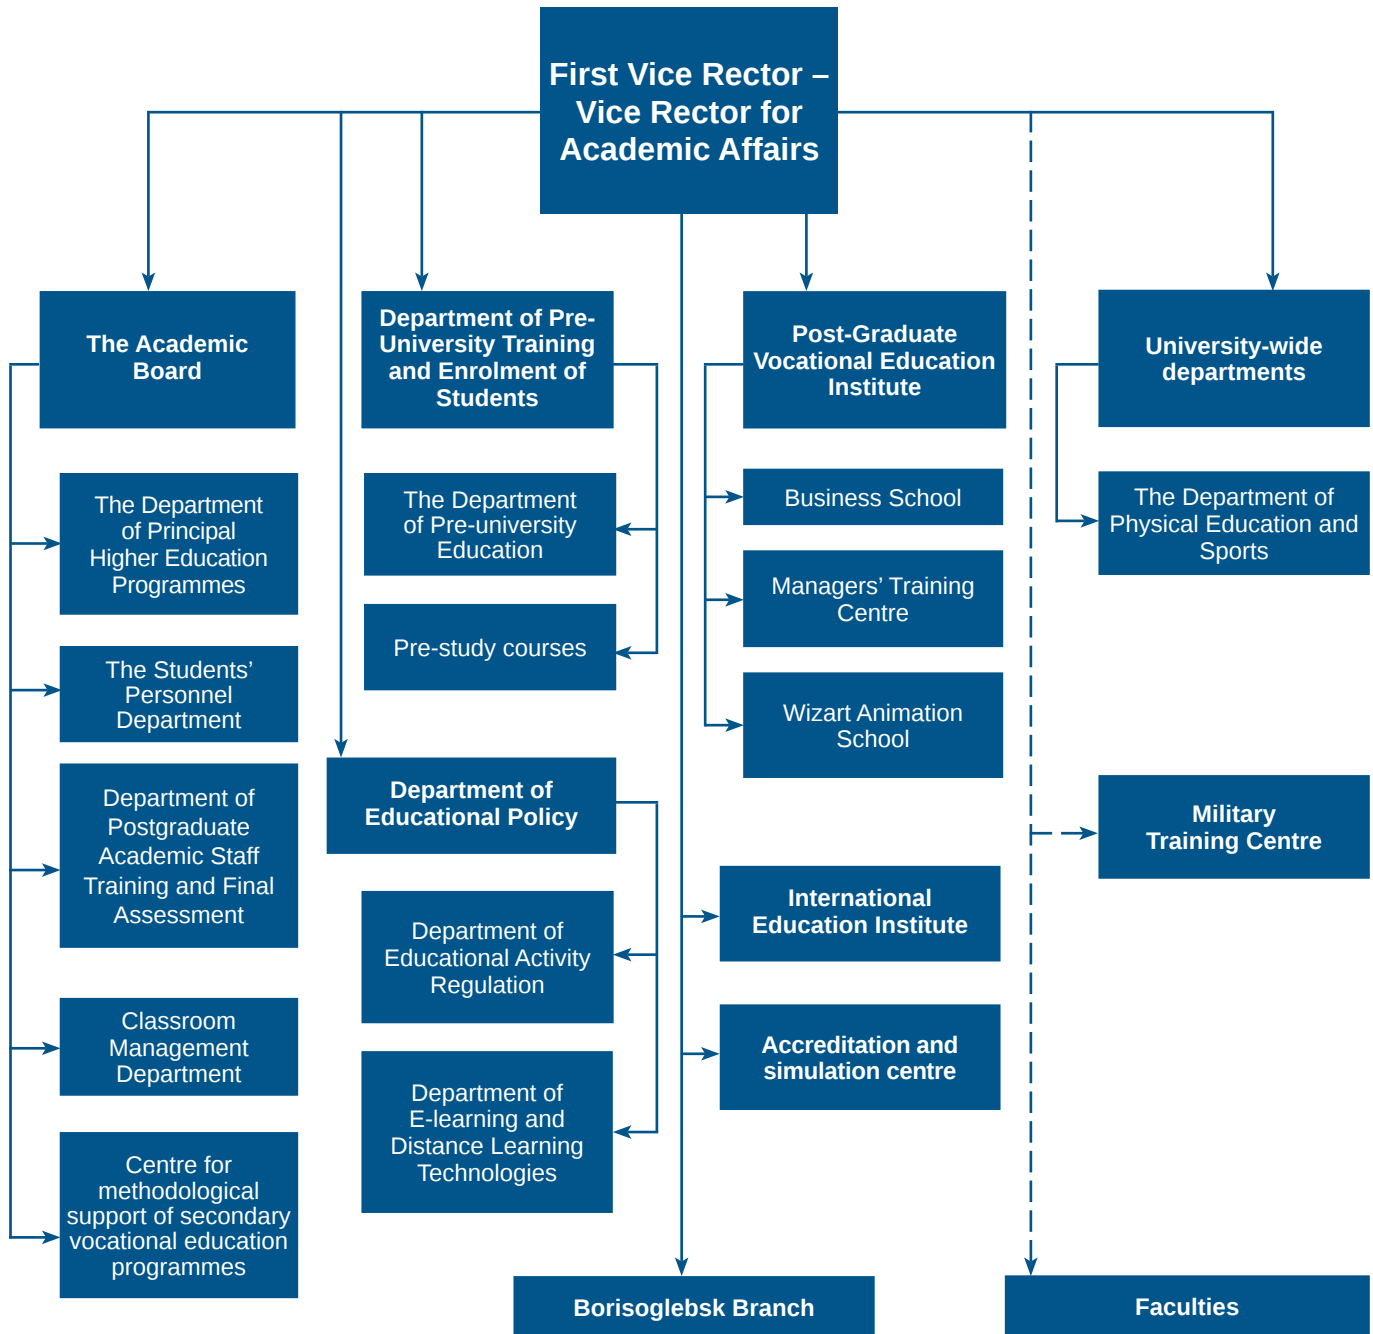 First Vice Rector –
Vice Rector for
Academic Affairs
The Academic
Board
The Department
of Principal
Higher Education
Programmes
The Students’
Personnel
Department
Department of
Postgraduate
Academic Staff
Training and Final
Assessment
Classroom
Management
Department
Centre for
methodological
support of secondary
vocational education
programmes
Department of Pre-
University Training
and Enrolment of
Students
The Department
of Pre-university
Education
Pre-study courses
Department of
Educational Policy
Department of
Educational Activity
Regulation
Department of
E-learning and
Distance Learning
Technologies
Post-Graduate
Vocational Education
Institute
Business School
Managers’ Training
Centre
Wizart Animation
School
International
Education Institute
Accreditation and
simulation centre
Borisoglebsk Branch
University-wide
departments
The Department of
Physical Education and
Sports
Military
Training Centre
Faculties